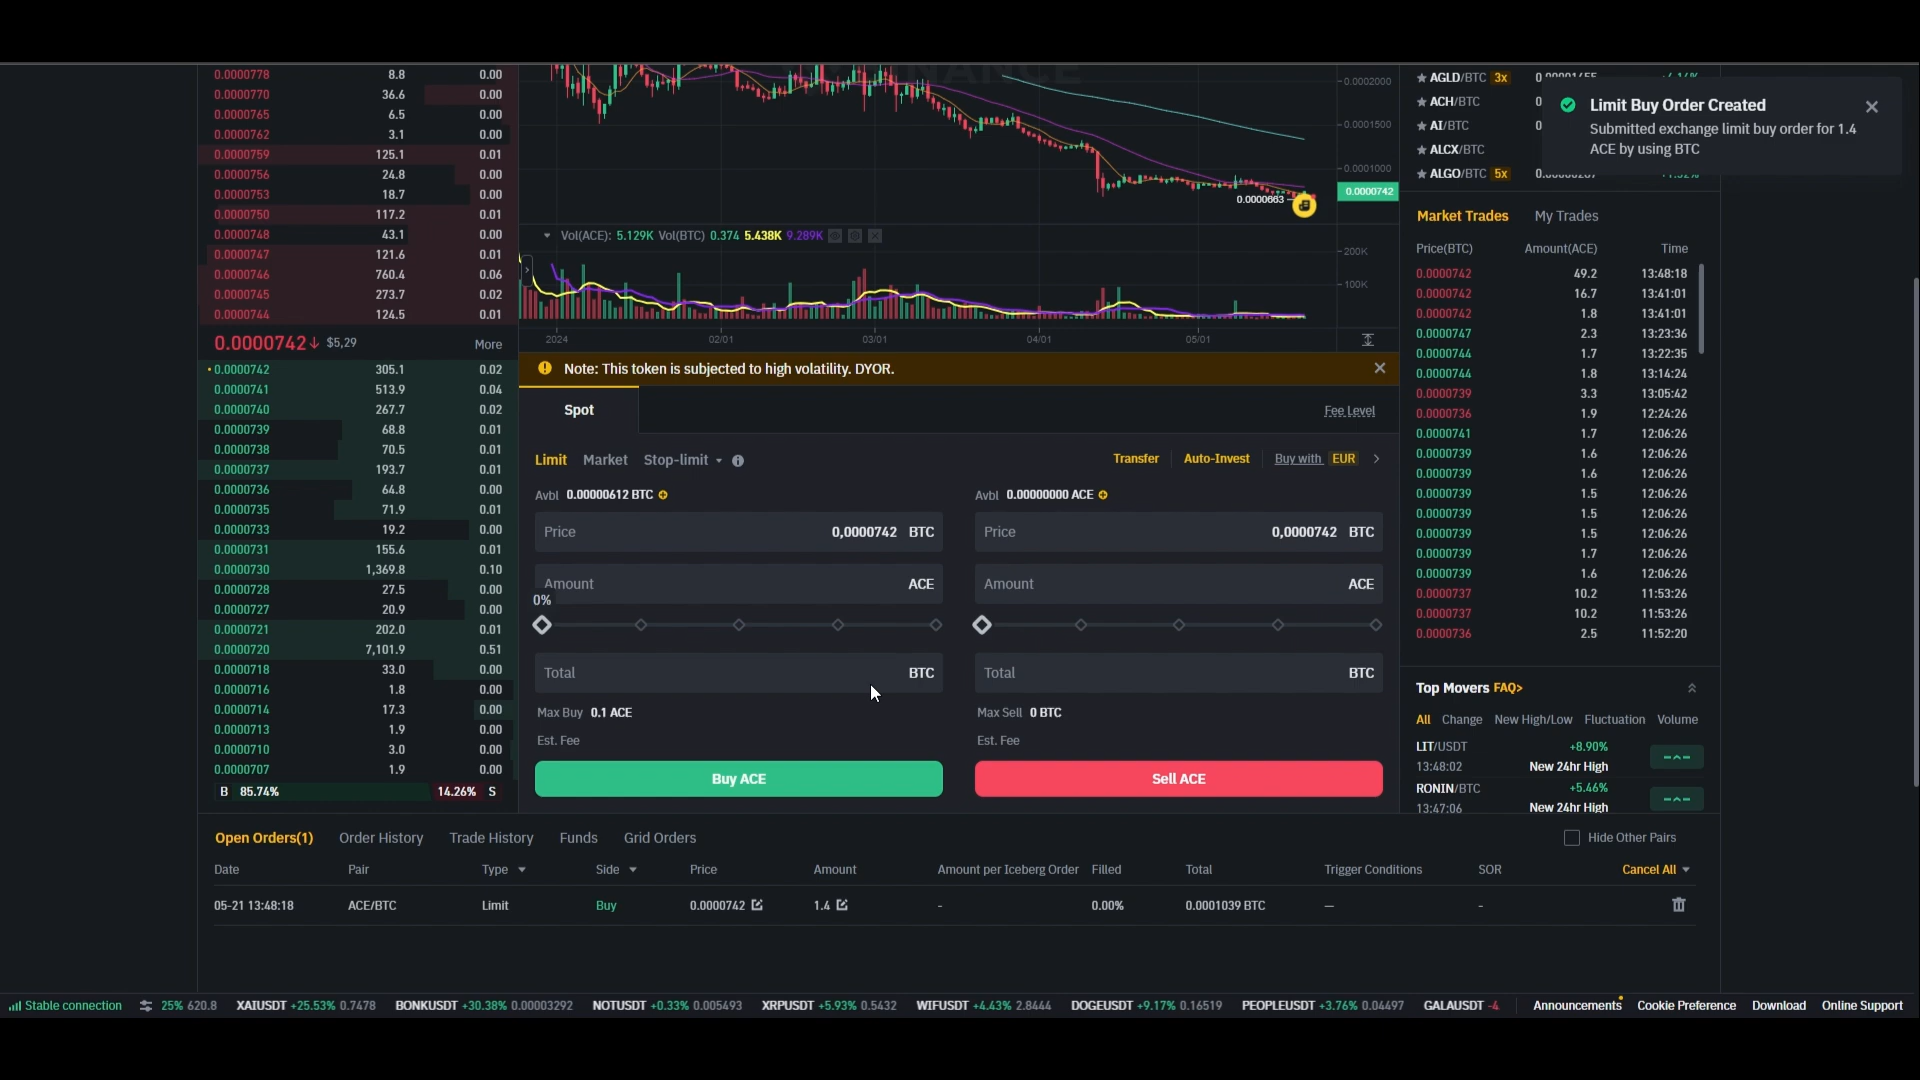 0.0000778 8.8 0.00
0.0000770 36.6 0.00
0.0000765 6.5 0.00
0.0000762 3.1 0.00
0.0000759 125.1 0.01
0.0000756 24.8 0.00
0.0000753 18.7 0.00
0.0000750 117.2 0.01
0.0000748 43.1 0.00
0.0000747 121.6 0.01
0.0000746 760.4 0.06
0.0000745 273.7 0.02
0.0000744 124.5 0.01
0.0000742↓ $5,29 More
0.0000742 305.1 0.02
0.0000741 513.9 0.04
0.0000740 267.7 0.02
0.0000739 68.8 0.01
0.0000738 70.5 0.01
0.0000737 193.7 0.01
0.0000736 64.8 0.00
0.0000735 71.9 0.01
0.0000733 19.2 0.00
0.0000731 155.6 0.01
0.0000730 1,369.8 0.10
0.0000728 27.5 0.00
0.0000727 20.9 0.00
0.0000721 202.0 0.01
0.0000720 7,101.9 0.51
0.0000718 33.0 0.00
0.0000716 1.8 0.00
0.0000714 17.3 0.00
0.0000713 1.9 0.00
0.0000710 3.0 0.00
0.0000707 1.9 0.00
B 85.74% 14.26% S
0.0002000
0.0001500
0.0001000
0.0000742
0.0000663
Vol(ACE): 5.129K Vol(BTC) 0.374 5.438K 9.289K
200K
100K
2024 02/01 03/01 04/01 05/01
Note: This token is subjected to high volatility. DYOR.
Spot Fee Level
Limit Market Stop-limit Transfer Auto-Invest Buy with EUR
Avbl 0.00000612 BTC Avbl 0.00000000 ACE
Price 0,0000742 BTC Price 0,0000742 BTC
Amount ACE Amount ACE
0%
Total BTC Total BTC
Max Buy 0.1 ACE Max Sell 0 BTC
Est. Fee Est. Fee
Buy ACE Sell ACE
AGLD/BTC 3x
ACH/BTC
AI/BTC
ALCX/BTC
ALGO/BTC 5x
Limit Buy Order Created
Submitted exchange limit buy order for 1.4
ACE by using BTC
Market Trades My Trades
Price(BTC) Amount(ACE) Time
0.0000742 49.2 13:48:18
0.0000742 16.7 13:41:01
0.0000742 1.8 13:41:01
0.0000747 2.3 13:23:36
0.0000744 1.7 13:22:35
0.0000744 1.8 13:14:24
0.0000739 3.3 13:05:42
0.0000736 1.9 12:24:26
0.0000741 1.7 12:06:26
0.0000739 1.6 12:06:26
0.0000739 1.6 12:06:26
0.0000739 1.5 12:06:26
0.0000739 1.5 12:06:26
0.0000739 1.5 12:06:26
0.0000739 1.7 12:06:26
0.0000739 1.6 12:06:26
0.0000737 10.2 11:53:26
0.0000737 10.2 11:53:26
0.0000736 2.5 11:52:20
Top Movers FAQ>
All Change New High/Low Fluctuation Volume
LIT/USDT +8.90%
13:48:02 New 24hr High
RONIN/BTC +5.46%
13:47:06 New 24hr High
Open Orders(1) Order History Trade History Funds Grid Orders Hide Other Pairs
Date Pair Type Side Price Amount Amount per Iceberg Order Filled Total Trigger Conditions SOR Cancel All
05-21 13:48:18 ACE/BTC Limit Buy 0.0000742 1.4 - 0.00% 0.0001039 BTC — -
Stable connection 25% 620.8 XAIUSDT +25.53% 0.7478 BONKUSDT +30.38% 0.00003292 NOTUSDT +0.33% 0.005493 XRPUSDT +5.93% 0.5432 WIFUSDT +4.43% 2.8444 DOGEUSDT +9.17% 0.16519 PEOPLEUSDT +3.76% 0.04497 GALAUSDT -4 Announcements Cookie Preference Download Online Support